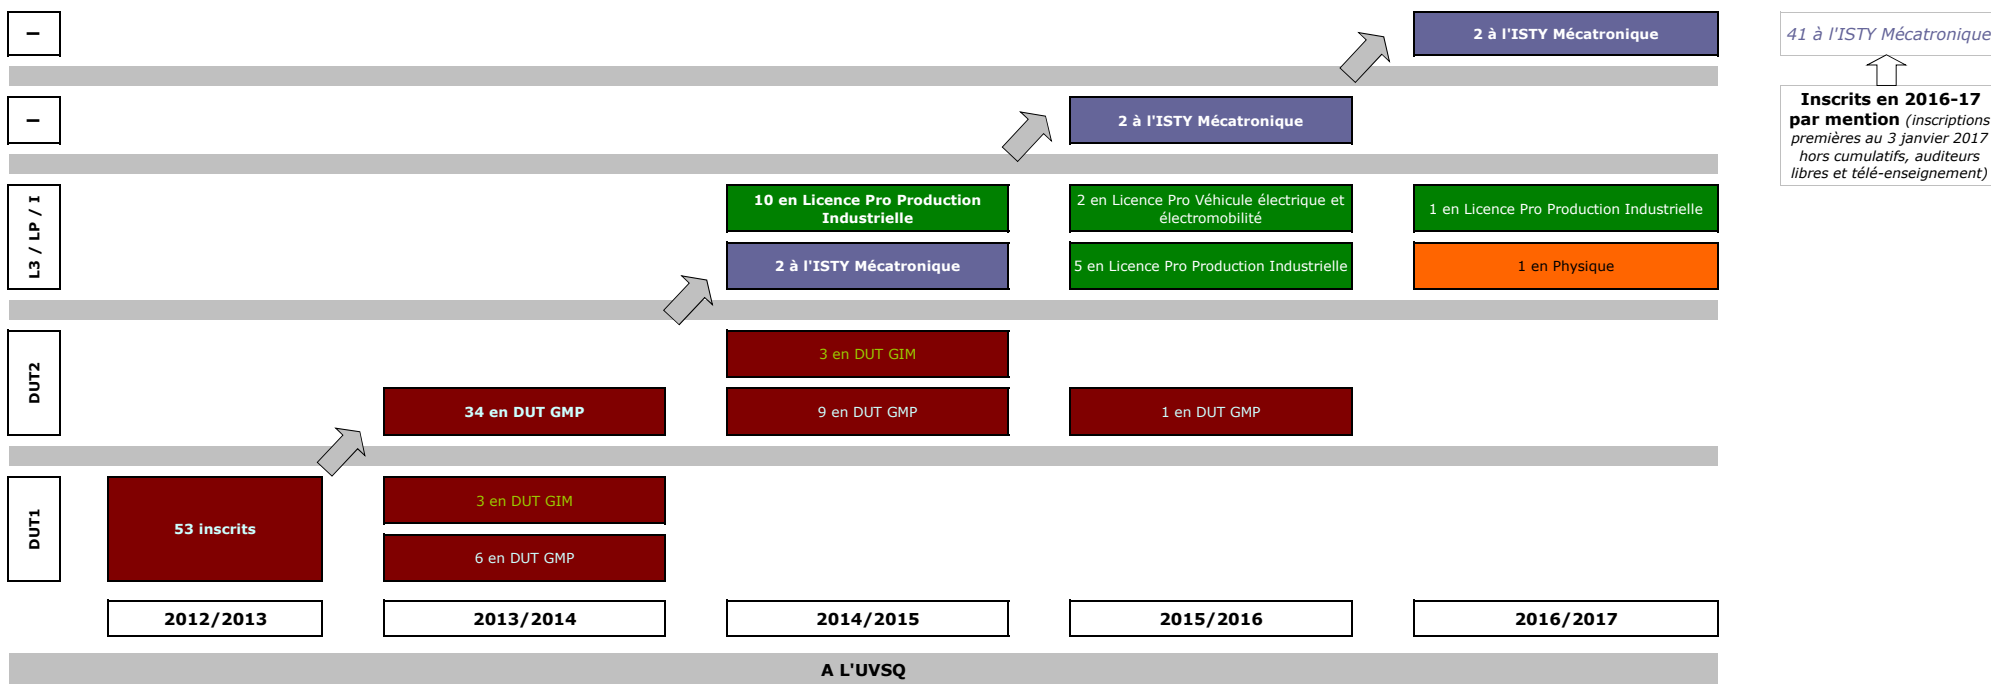 –
2 à l'ISTY Mécatronique
41 à l'ISTY Mécatronique
–
2 à l'ISTY Mécatronique
Inscrits en 2016-17
par mention (inscriptions
premières au 3 janvier 2017
hors cumulatifs, auditeurs
libres et télé-enseignement)
L3 / LP / I
10 en Licence Pro Production
Industrielle
2 en Licence Pro Véhicule électrique et
électromobilité
1 en Licence Pro Production Industrielle
2 à l'ISTY Mécatronique
5 en Licence Pro Production Industrielle
1 en Physique
DUT2
3 en DUT GIM
34 en DUT GMP
9 en DUT GMP
1 en DUT GMP
DUT1
53 inscrits
3 en DUT GIM
6 en DUT GMP
2012/2013
2013/2014
2014/2015
2015/2016
2016/2017
A L'UVSQ